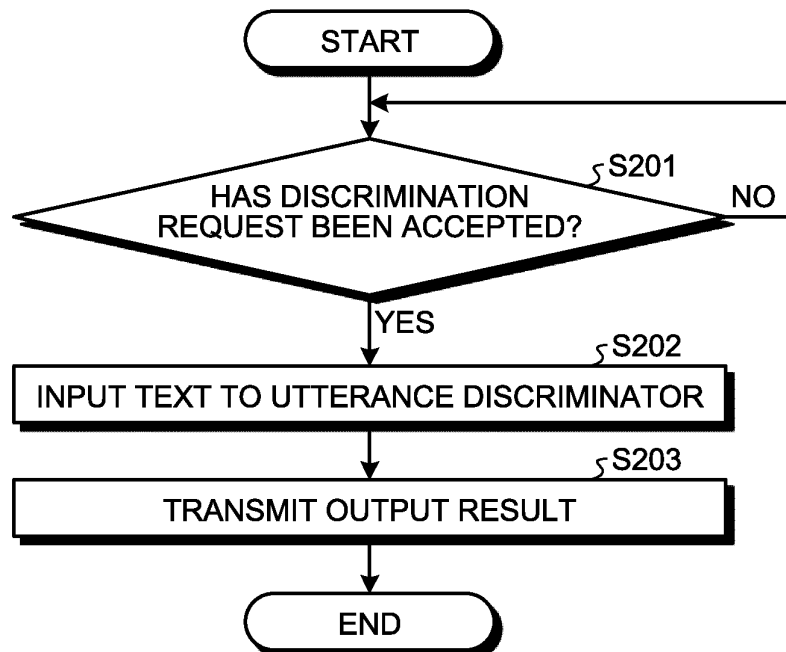 START
S201
HAS DISCRIMINATION
REQUEST BEEN ACCEPTED?
NO
YES
S202
INPUT TEXT TO UTTERANCE DISCRIMINATOR
S203
TRANSMIT OUTPUT RESULT
END